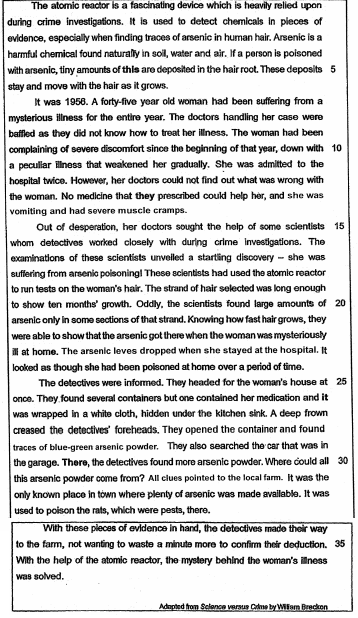 The atomic reactor is a fascinating device which is heavily relied upon
during crime investigations. It is used to detect chemicals in pieces of
evidence, especially when finding traces of arsenic in human hair. Arsenic is a
harmful chemical found naturally in soil, water and air. If a person is poisoned
with arsenic, tiny amounts of this are deposited in the hair root. These deposits 5
stay and move with the hair as it grows.
It was 1956. A forty-five year old woman had been suffering from a
mysterious illness for the entire year. The doctors handling her case were
baffled as they did not know how to treat her illness. The woman had been
complaining of severe discomfort since the beginning of that year, down with 10
a peculiar illness that weakened her gradually. She was admitted to the
hospital twice. However, her doctors could not find out what was wrong with
the woman. No medicine that they prescribed could help her, and she was
vomiting and had severe muscle cramps.
Out of desperation, her doctors sought the help of some scientists 15
whom detectives worked closely with during crime investigations. The
examinations of these scientists unveiled a startling discovery – she was
suffering from arsenic poisoning! These scientists had used the atomic reactor
to run tests on the woman's hair. The strand of hair selected was long enough
to show ten months' growth. Oddly, the scientists found large amounts of 20
arsenic only in some sections of that strand. Knowing how fast hair grows, they
were able to show that the arsenic got there when the woman was mysteriously
ill at home. The arsenic leves dropped when she stayed at the hospital. It
looked as though she had been poisoned at home over a period of time.
The detectives were informed. They headed for the woman's house at 25
once. They found several containers but one contained her medication and it
was wrapped in a white cloth, hidden under the kitchen sink. A deep frown
creased the detectives' foreheads. They opened the container and found
traces of blue-green arsenic powder. They also searched the car that was in
the garage. There, the detectives found more arsenic powder. Where could all 30
this arsenic powder come from? All clues pointed to the local farm. It was the
only known place in town where plenty of arsenic was made available. It was
used to poison the rats, which were pests, there.
With these pieces of evidence in hand, the detectives made their way
to the farm, not wanting to waste a minute more to confirm their deduction. 35
With the help of the atomic reactor, the mystery behind the woman's illness
was solved.
Adapted from Science versus Crime by William Breckon